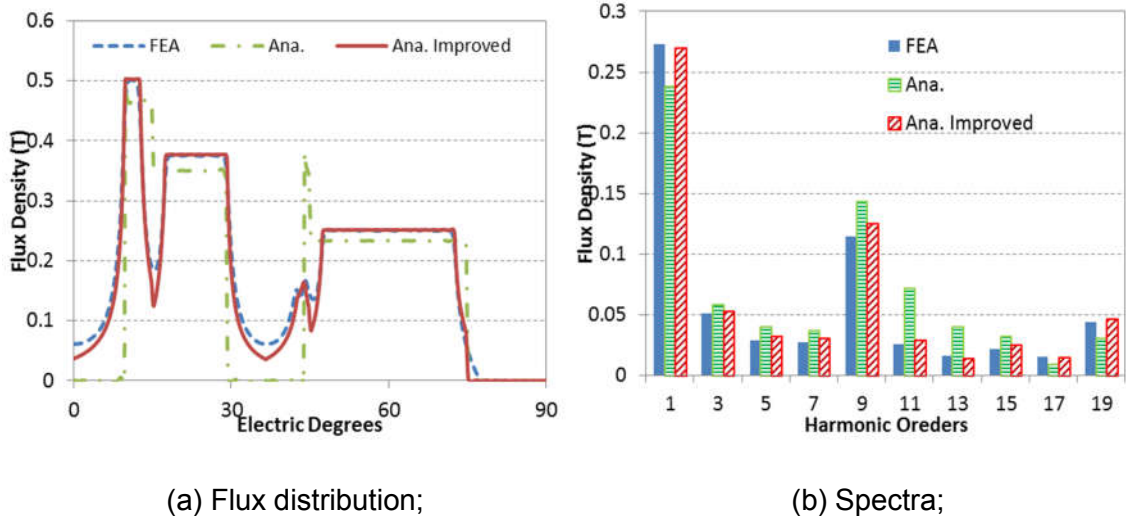 0.6
0.5
0.4
0.3
0.2
0.1
0
Flux Density (T)
FEA
Ana.
Ana. Improved
0 30 60 90
Electric Degrees
0.3
0.25
0.2
0.15
0.1
0.05
0
Flux Density (T)
FEA
Ana.
Ana. Improved
1 3 5 7 9 11 13 15 17 19
Harmonic Oreders
(a) Flux distribution;
(b) Spectra;